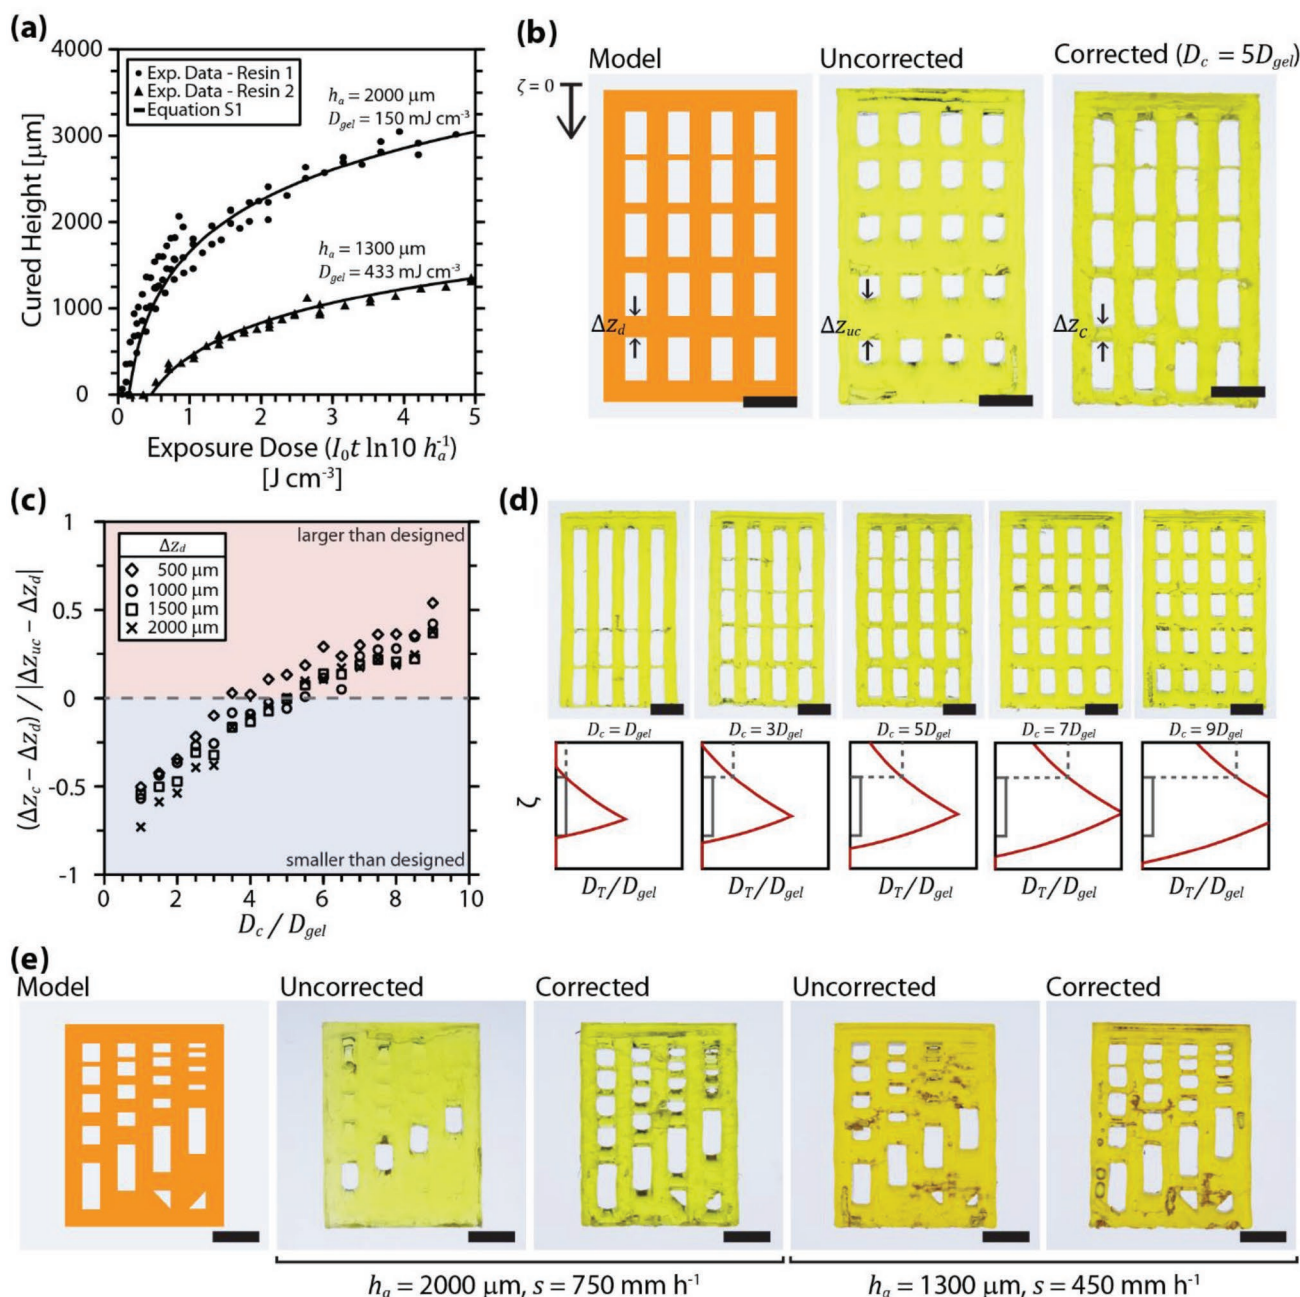 (a)
4000
3000
2000
1000
0
Cured Height [μm]
Exp. Data - Resin 1
Exp. Data - Resin 2
Equation S1
hₐ = 2000 μm
D_gel = 150 mJ cm⁻³
hₐ = 1300 μm
D_gel = 433 mJ cm⁻³
0 1 2 3 4 5
Exposure Dose (I₀t ln10 hₐ⁻¹)
[J cm⁻³]
(b)
Model
Uncorrected
Corrected (D_c = 5D_gel)
ζ = 0
Δz_d
Δz_uc
Δz_c
(c)
1
0.5
0
-0.5
-1
(Δz_c − Δz_d) / |Δz_uc − Δz_d|
larger than designed
Δz_d
500 μm
1000 μm
1500 μm
2000 μm
smaller than designed
0 2 4 6 8 10
D_c / D_gel
(d)
D_c = D_gel
D_c = 3D_gel
D_c = 5D_gel
D_c = 7D_gel
D_c = 9D_gel
ζ
D_T/D_gel
D_T/D_gel
D_T/D_gel
D_T/D_gel
D_T/D_gel
(e)
Model
Uncorrected
Corrected
Uncorrected
Corrected
hₐ = 2000 μm, s = 750 mm h⁻¹
hₐ = 1300 μm, s = 450 mm h⁻¹